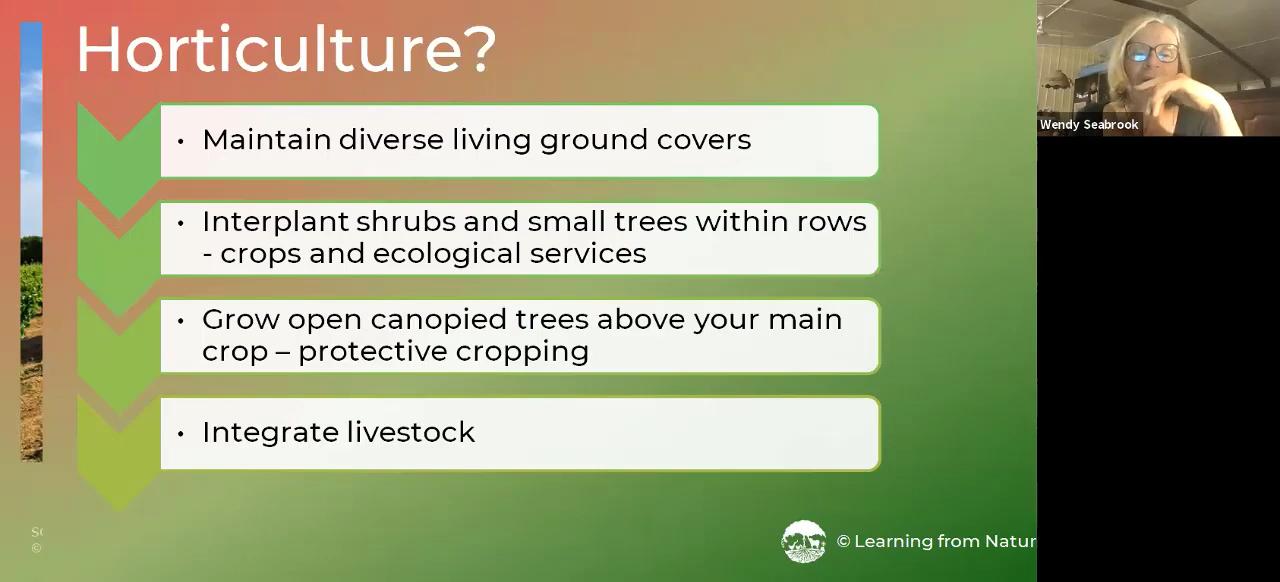 Horticulture?
• Maintain diverse living ground covers
• Interplant shrubs and small trees within rows
- crops and ecological services
• Grow open canopied trees above your main
crop – protective cropping
• Integrate livestock
©
© Learning from Natur
Wendy Seabrook